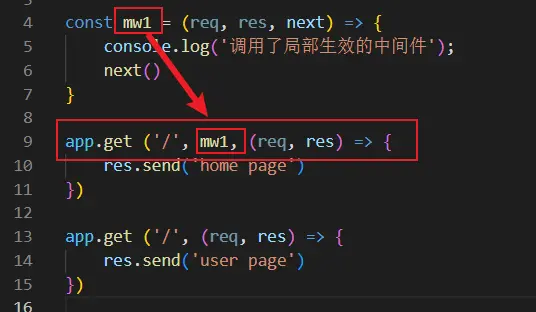 4 const mw1 = (req, res, next) => {
5 console.log('调用了局部生效的中间件');
6 next()
7 }
8
9 app.get ('/', mw1, (req, res) => {
10 res.send('home page')
11 })
12
13 app.get ('/', (req, res) => {
14 res.send('user page')
15 })
16